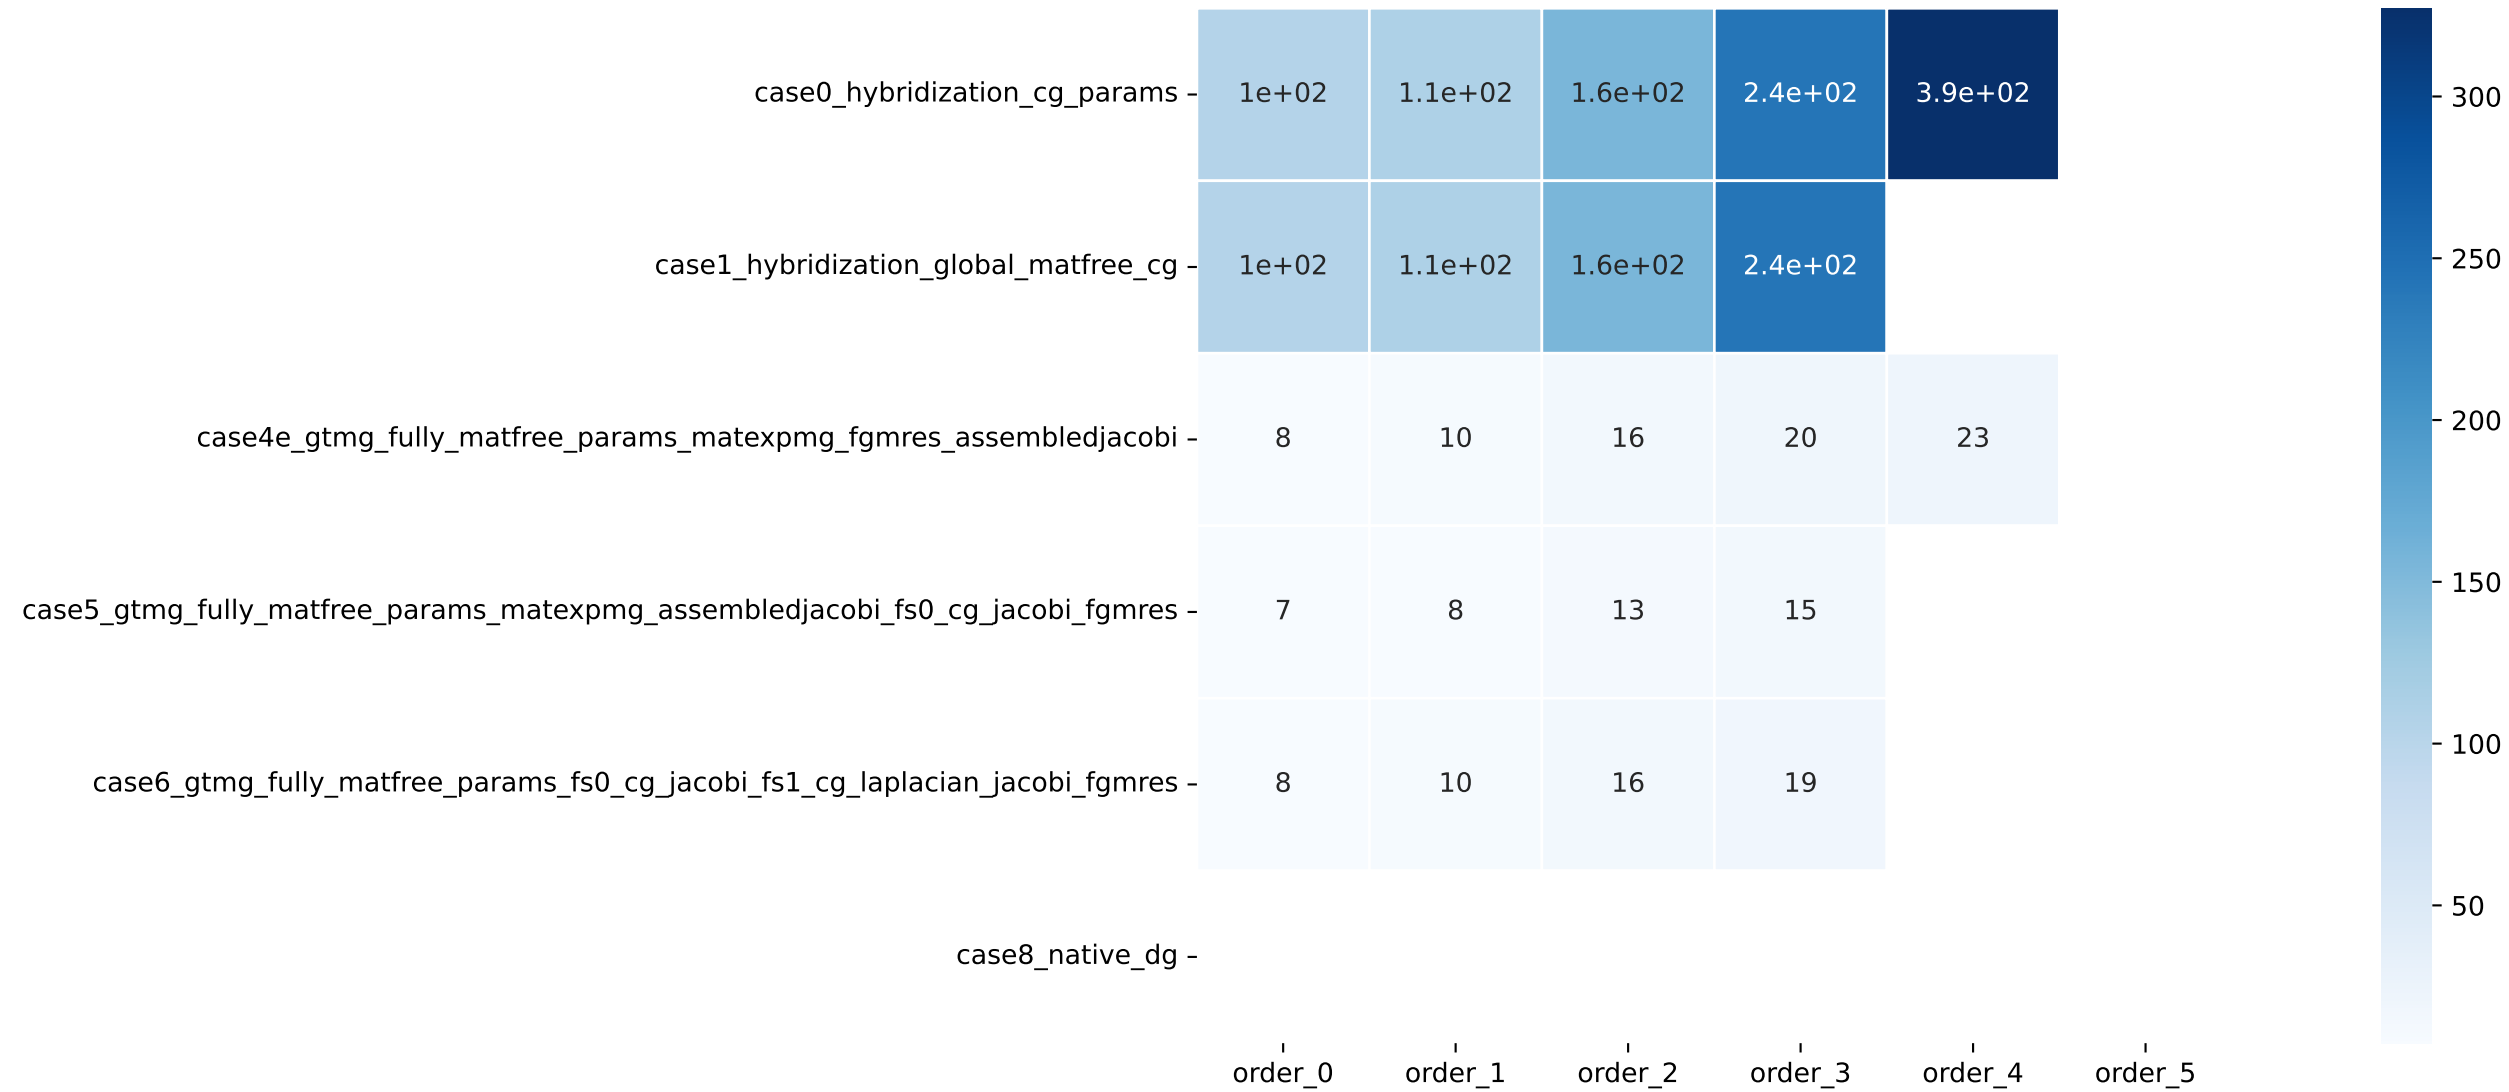 case0_hybridization_cg_params 1e+02 1.1e+02 1.6e+02 2.4e+02 3.9e+02
case1_hybridization_global_matfree_cg 1e+02 1.1e+02 1.6e+02 2.4e+02
case4e_gtmg_fully_matfree_params_matexpmg_fgmres_assembledjacobi 8 10 16 20 23
case5_gtmg_fully_matfree_params_matexpmg_assembledjacobi_fs0_cg_jacobi_fgmres 7 8 13 15
case6_gtmg_fully_matfree_params_fs0_cg_jacobi_fs1_cg_laplacian_jacobi_fgmres 8 10 16 19
case8_native_dg
order_0 order_1 order_2 order_3 order_4 order_5
300
250
200
150
100
50